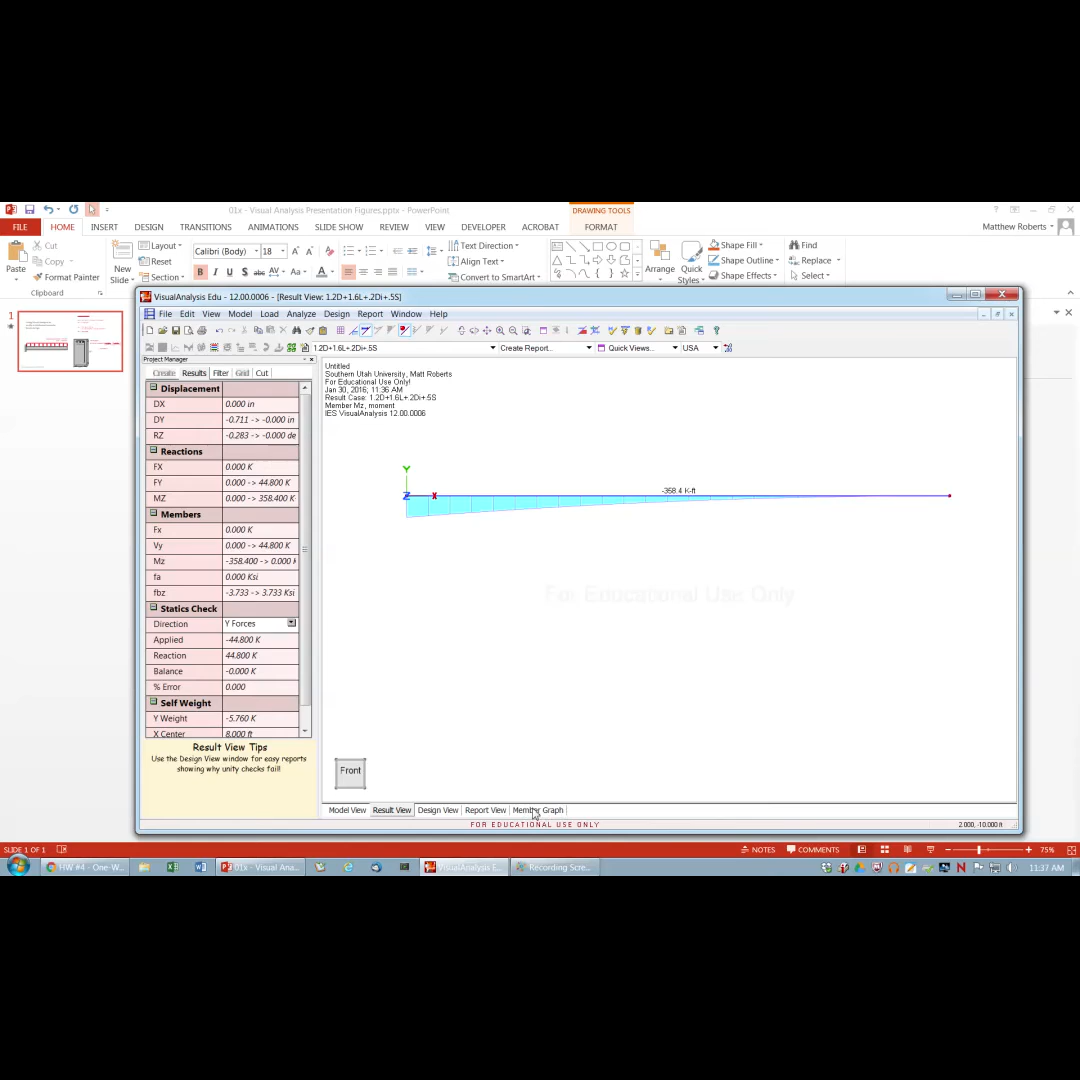 01x - Visual Analysis Presentation Figures.pptx - PowerPoint
DRAWING TOOLS
FILE HOME INSERT DESIGN TRANSITIONS ANIMATIONS SLIDE SHOW REVIEW VIEW DEVELOPER ACROBAT FORMAT
Matthew Roberts
Cut
Format Painter
Paste
Clipboard
New
Slide
Layout
Reset
Section
Calibri (Body) 18
B I U S abc AV Aa A
Text Direction
Align Text
Convert to SmartArt
Arrange
Quick
Styles
Shape Fill
Shape Outline
Shape Effects
Find
Replace
Select
1
VisualAnalysis Edu - 12.00.0006 - [Result View: 1.2D+1.6L+.2Di+.5S]
File Edit View Model Load Analyze Design Report Window Help
1.2D+1.6L+.2Di+.5S
Create Report...
Quick Views...
USA
Project Manager
Create Results Filter Grid Cut
Displacement
DX 0.000 in
DY -0.711 -> -0.000 in
RZ -0.283 -> -0.000 de
Reactions
FX 0.000 K
FY 0.000 -> 44.800 K
MZ 0.000 -> 358.400 K-
Members
Fx 0.000 K
Vy 0.000 -> 44.800 K
Mz -358.400 -> 0.000 K
fa 0.000 Ksi
fbz -3.733 -> 3.733 Ksi
Statics Check
Direction Y Forces
Applied -44.800 K
Reaction 44.800 K
Balance -0.000 K
% Error 0.000
Self Weight
Y Weight -5.760 K
X Center 8.000 ft
Result View Tips
Use the Design View window for easy reports
showing why unity checks fail!
Untitled
Southern Utah University, Matt Roberts
For Educational Use Only!
Jan 30, 2016; 11:36 AM
Result Case: 1.2D+1.6L+.2Di+.5S
Member Mz, moment
IES VisualAnalysis 12.00.0006
Y
Z
X
-358.4 K-ft
For Educational Use Only
Front
Model View Result View Design View Report View Member Graph
FOR EDUCATIONAL USE ONLY
2.000, -10.000 ft
SLIDE 1 OF 1
NOTES
COMMENTS
75%
HW #4 - One-W...
01x - Visual Ana...
VisualAnalysis E...
Recording Scre...
11:37 AM